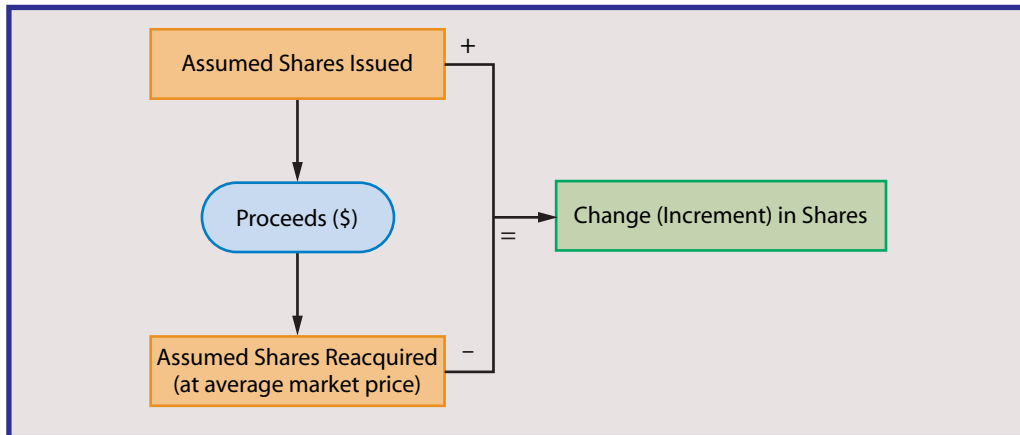 Assumed Shares Issued
+
Proceeds ($)
Change (Increment) in Shares
=
Assumed Shares Reacquired
(at average market price)
–